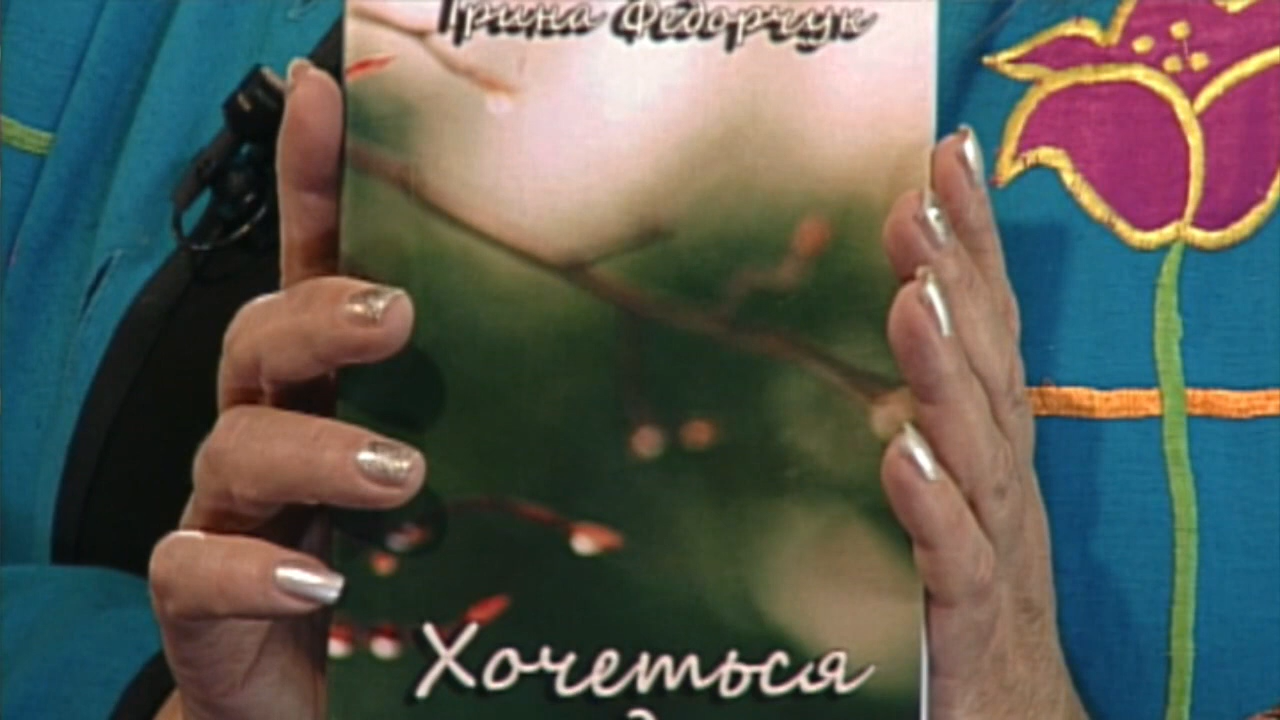 Ірина Федорчук
Хочеться